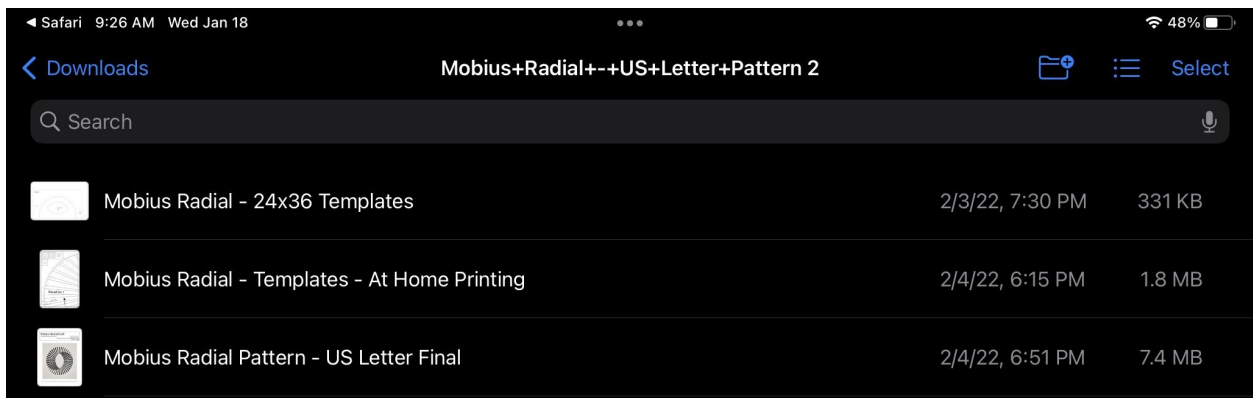 Safari 9:26 AM Wed Jan 18 48%
Downloads Mobius+Radial+-+US+Letter+Pattern 2 Select
Search
Mobius Radial - 24x36 Templates 2/3/22, 7:30 PM 331 KB
Mobius Radial - Templates - At Home Printing 2/4/22, 6:15 PM 1.8 MB
Mobius Radial Pattern - US Letter Final 2/4/22, 6:51 PM 7.4 MB